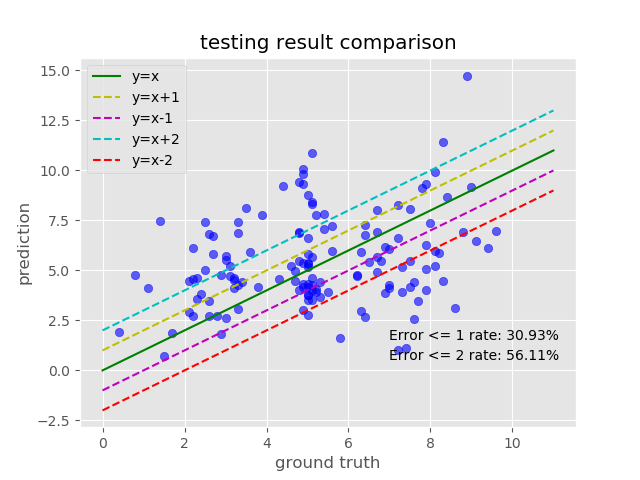 testing result comparison
y=x
y=x+1
y=x-1
y=x+2
y=x-2
15.0
12.5
10.0
7.5
5.0
2.5
0.0
−2.5
prediction
Error <= 1 rate: 30.93%
Error <= 2 rate: 56.11%
0 2 4 6 8 10
ground truth